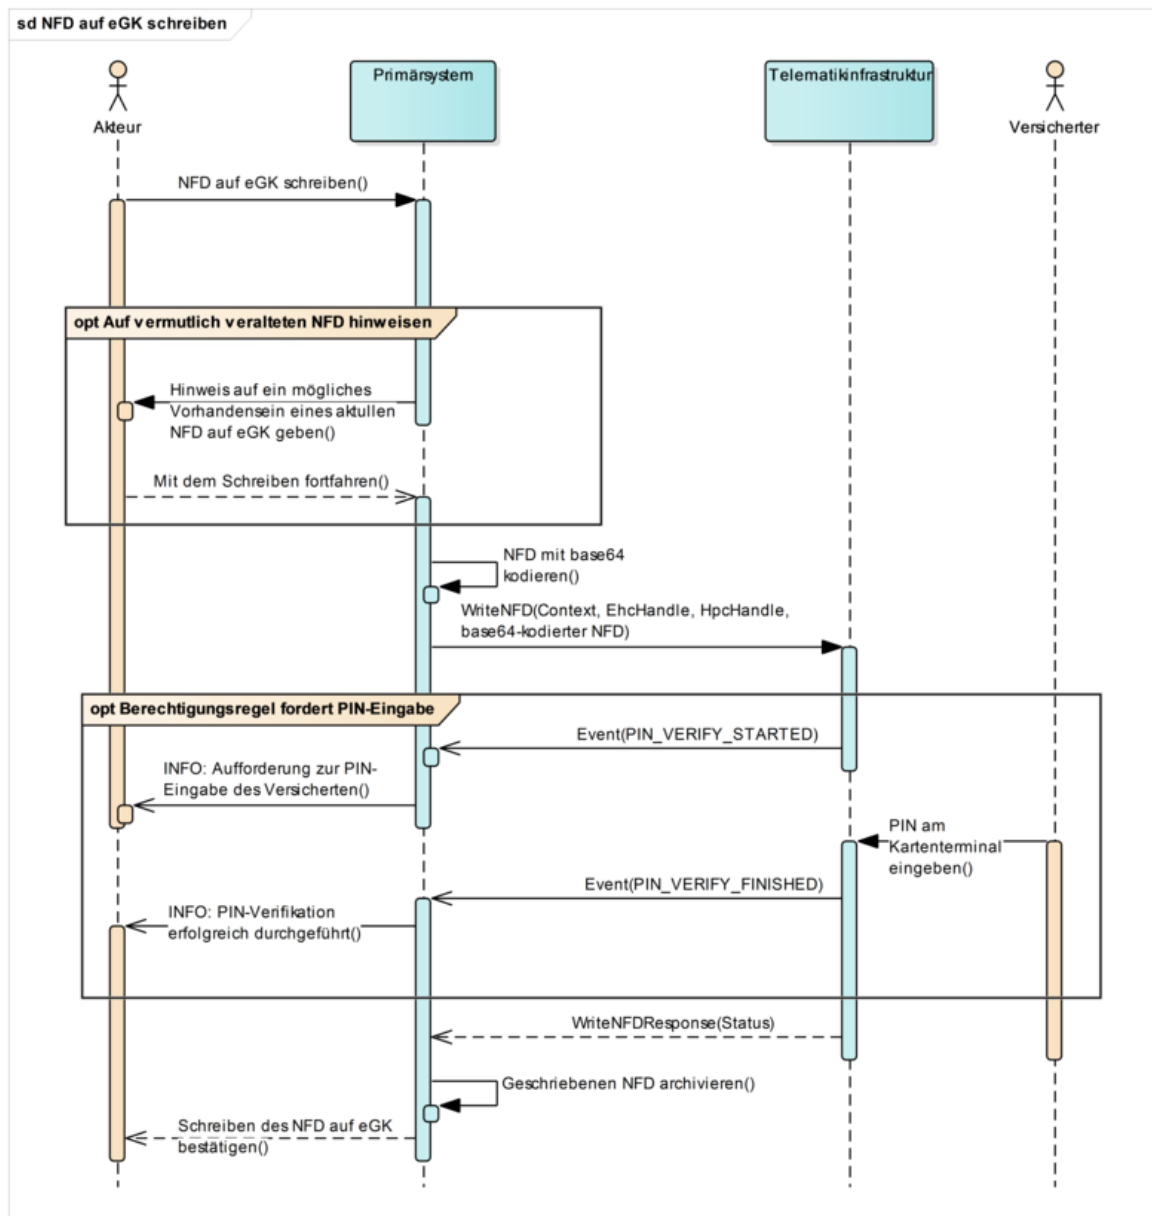 sd NFD auf eGK schreiben
Akteur
Primärsystem
Telematikinfrastruktur
Versicherter
NFD auf eGK schreiben()
opt Auf vermutlich veralteten NFD hinweisen
Hinweis auf ein mögliches
Vorhandensein eines aktullen
NFD auf eGK geben()
Mit dem Schreiben fortfahren()
NFD mit base64
kodieren()
WriteNFD(Context, EhcHandle, HpcHandle,
base64-kodierter NFD)
opt Berechtigungsregel fordert PIN-Eingabe
Event(PIN_VERIFY_STARTED)
INFO: Aufforderung zur PIN-
Eingabe des Versicherten()
PIN am
Kartenterminal
eingeben()
Event(PIN_VERIFY_FINISHED)
INFO: PIN-Verifikation
erfolgreich durchgeführt()
WriteNFDResponse(Status)
Geschriebenen NFD archivieren()
Schreiben des NFD auf eGK
bestätigen()